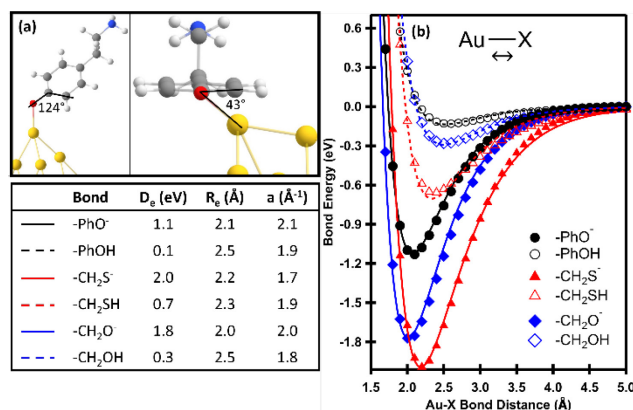 (a)
124°
43°
Bond Dₑ (eV) Rₑ (Å) a (Å⁻¹)
-PhO⁻ 1.1 2.1 2.1
-PhOH 0.1 2.5 1.9
-CH₂S⁻ 2.0 2.2 1.7
-CH₂SH 0.7 2.3 1.9
-CH₂O⁻ 1.8 2.0 2.0
-CH₂OH 0.3 2.5 1.8
(b)
Au—X
↔
0.6
0.3
0.0
-0.3
-0.6
-0.9
-1.2
-1.5
-1.8
Bond Energy (eV)
-PhO⁻
-PhOH
-CH₂S⁻
-CH₂SH
-CH₂O⁻
-CH₂OH
1.5 2.0 2.5 3.0 3.5 4.0 4.5 5.0
Au-X Bond Distance (Å)